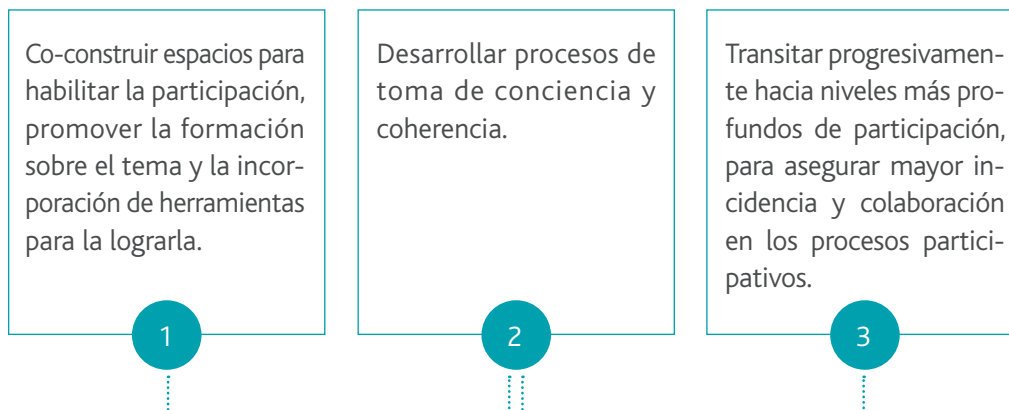 Co-construir espacios para
habilitar la participación,
promover la formación
sobre el tema y la incor-
poración de herramientas
para la lograrla.
1
Desarrollar procesos de
toma de conciencia y
coherencia.
2
Transitar progresivamen-
te hacia niveles más pro-
fundos de participación,
para asegurar mayor in-
cidencia y colaboración
en los procesos partici-
pativos.
3